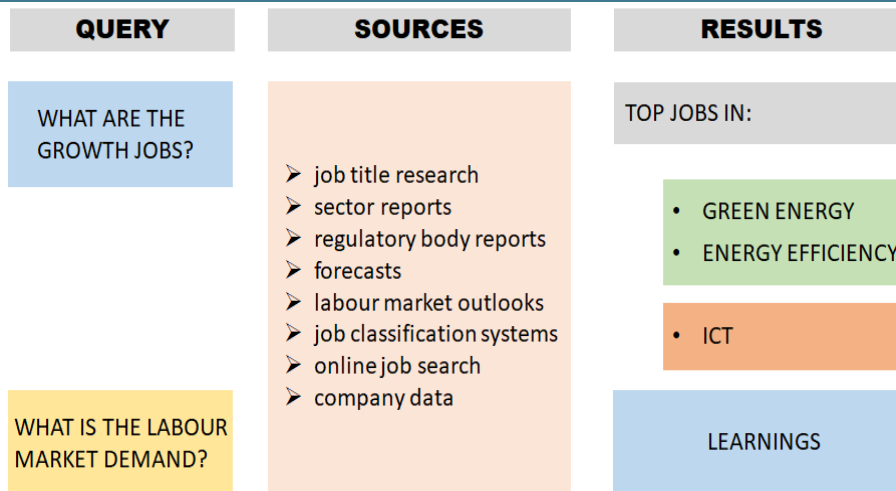 QUERY
SOURCES
RESULTS
WHAT ARE THE
GROWTH JOBS?
WHAT IS THE LABOUR
MARKET DEMAND?
➢ job title research
➢ sector reports
➢ regulatory body reports
➢ forecasts
➢ labour market outlooks
➢ job classification systems
➢ online job search
➢ company data
TOP JOBS IN:
• GREEN ENERGY
• ENERGY EFFICIENCY
• ICT
LEARNINGS